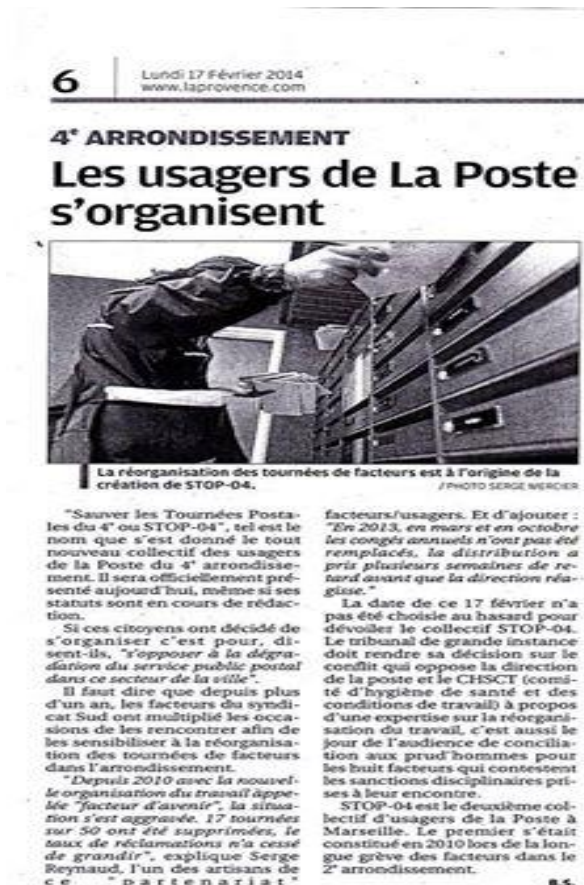 6
Lundi 17 Février 2014
www.laprovence.com
4e ARRONDISSEMENT
Les usagers de La Poste
s'organisent
La réorganisation des tournées de facteurs est à l'origine de la
création de STOP-04.
/ PHOTO SERGE MERCIER
"Sauver les Tournées Posta-
les du 4e ou STOP-04", tel est le
nom que s'est donné le tout
nouveau collectif des usagers
de la Poste du 4e arrondisse-
ment. Il sera officiellement pré-
senté aujourd'hui, même si ses
statuts sont en cours de rédac-
tion.
Si ces citoyens ont décidé de
s'organiser c'est pour, di-
sent-ils, "s'opposer à la dégra-
dation du service public postal
dans ce secteur de la ville".
Il faut dire que depuis plus
d'un an, les facteurs du syndi-
cat Sud ont multiplié les occa-
sions de les rencontrer afin de
les sensibiliser à la réorganisa-
tion des tournées de facteurs
dans l'arrondissement.
"Depuis 2010 avec la nouvel-
le organisation du travail appe-
lée "facteur d'avenir", la situa-
tion s'est aggravée. 17 tournées
sur 50 ont été supprimées, le
taux de réclamations n'a cessé
de grandir", explique Serge
Reynaud, l'un des artisans de
ce "partenariat"
facteurs/usagers. Et d'ajouter :
"En 2013, en mars et en octobre
les congés annuels n'ont pas été
remplacés, la distribution a
pris plusieurs semaines de re-
tard avant que la direction réa-
gisse."
La date de ce 17 février n'a
pas été choisie au hasard pour
dévoiler le collectif STOP-04.
Le tribunal de grande instance
doit rendre sa décision sur le
conflit qui oppose la direction
de la poste et le CHSCT (comi-
té d'hygiène de santé et des
conditions de travail) à propos
d'une expertise sur la réorgani-
sation du travail, c'est aussi le
jour de l'audience de concilia-
tion aux prud'hommes pour
les huit facteurs qui contestent
les sanctions disciplinaires pri-
ses à leur encontre.
STOP-04 est le deuxième col-
lectif d'usagers de la Poste à
Marseille. Le premier s'était
constitué en 2010 lors de la lon-
gue grève des facteurs dans le
2e arrondissement.
B.S.